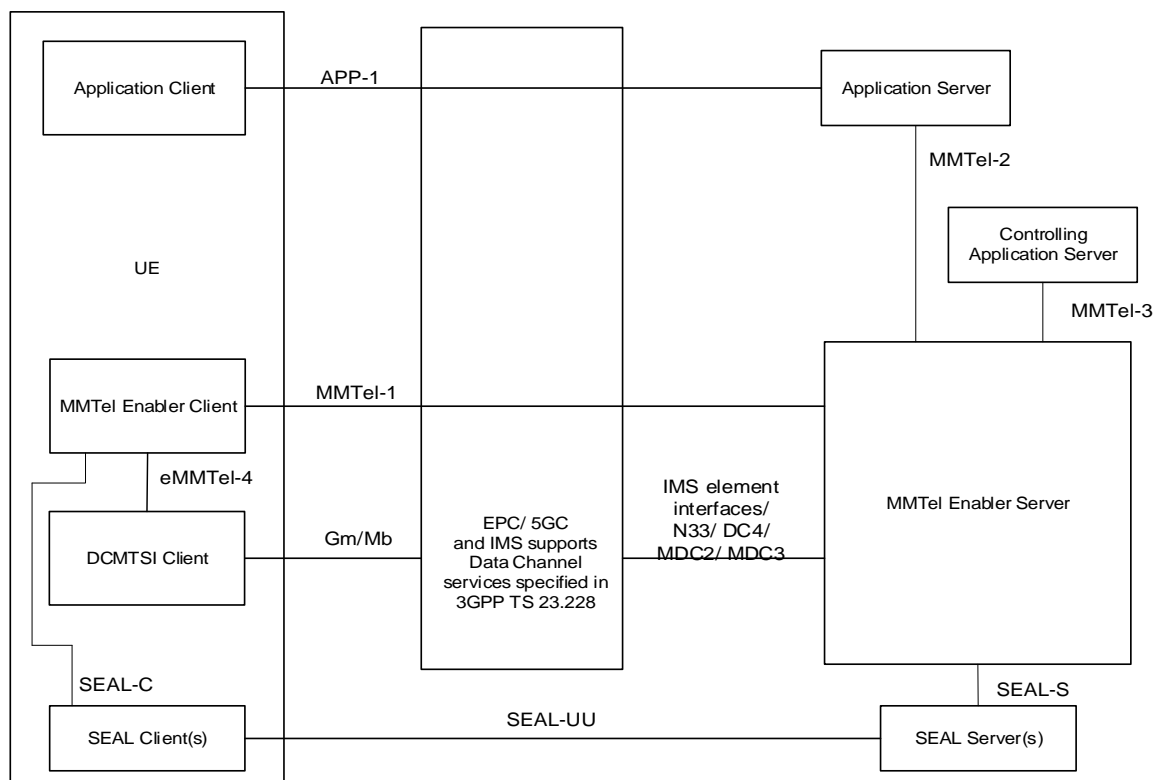 APP-1
Application Client
Application Server
MMTel-2
Controlling
Application Server
UE
MMTel-3
MMTel-1
MMTel Enabler Client
eMMTel-4
IMS element
interfaces/
N33/ DC4/
MDC2/ MDC3
MMTel Enabler Server
Gm/Mb
DCMTSI Client
EPC/ 5GC
and IMS supports
Data Channel
services specified in
3GPP TS 23.228
SEAL-C
SEAL-S
SEAL-UU
SEAL Client(s)
SEAL Server(s)